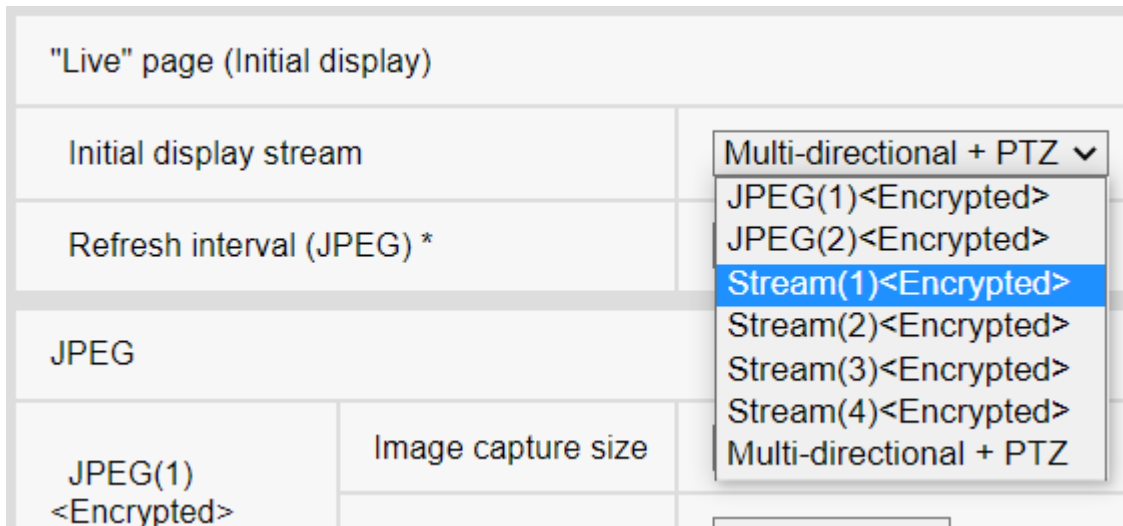 "Live" page (Initial display)
Initial display stream
Multi-directional + PTZ
JPEG(1)<Encrypted>
JPEG(2)<Encrypted>
Stream(1)<Encrypted>
Stream(2)<Encrypted>
Stream(3)<Encrypted>
Stream(4)<Encrypted>
Multi-directional + PTZ
Refresh interval (JPEG) *
JPEG
JPEG(1)
<Encrypted>
Image capture size